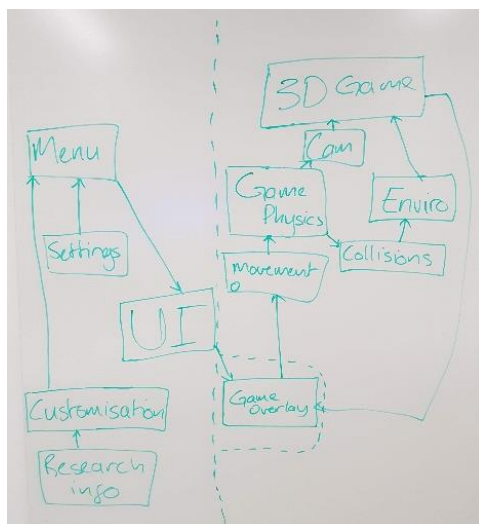 3D Game
Cam
Menu
Game
Physics
Enviro
Settings
Movement
Collisions
UI
Game
Overlay
Customisation
Research
info